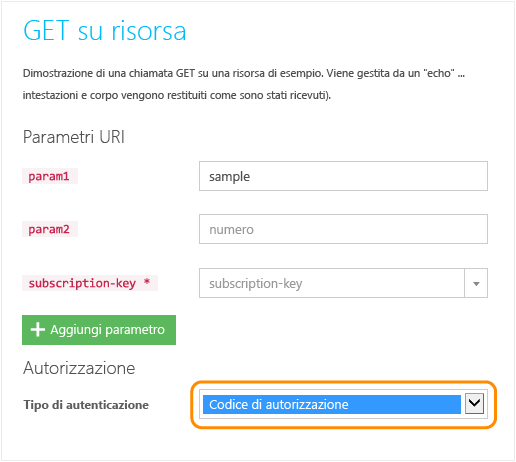 GET su risorsa
Dimostrazione di una chiamata GET su una risorsa di esempio. Viene gestita da un "echo" ...
intestazioni e corpo vengono restituiti come sono stati ricevuti).
Parametri URI
param1 sample
param2 numero
subscription-key * subscription-key
Aggiungi parametro
Autorizzazione
Tipo di autenticazione Codice di autorizzazione